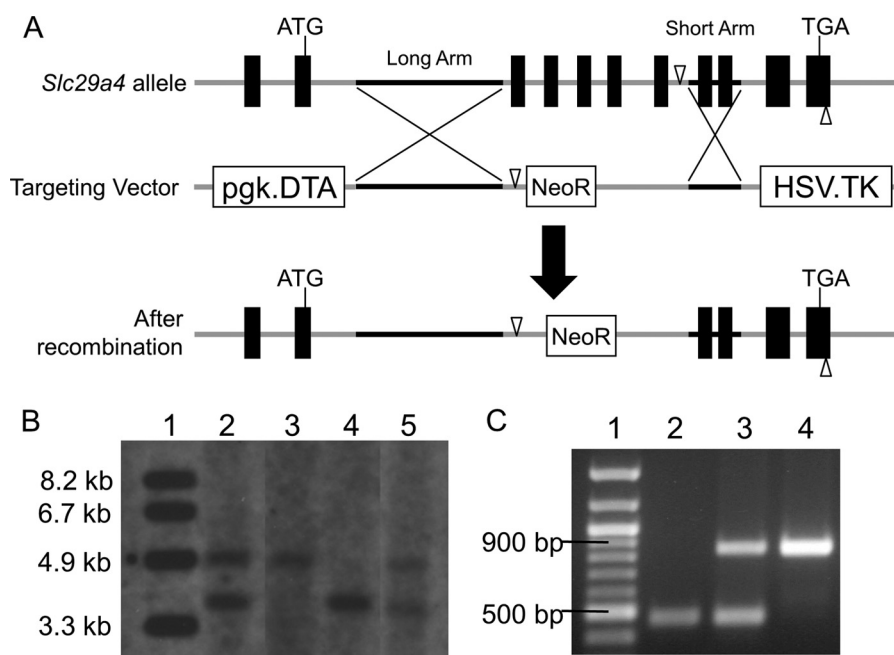 A
ATG
Long Arm
Short Arm
TGA
Slc29a4 allele
Targeting Vector
pgk.DTA
NeoR
HSV.TK
ATG
TGA
After
recombination
NeoR
B
1 2 3 4 5
8.2 kb
6.7 kb
4.9 kb
3.3 kb
C
1 2 3 4
900 bp
500 bp